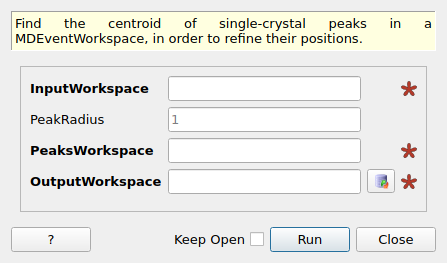 Find the centroid of single-crystal peaks in a
MDEventWorkspace, in order to refine their positions.
InputWorkspace
PeakRadius 1
PeaksWorkspace
OutputWorkspace
? Keep Open Run Close